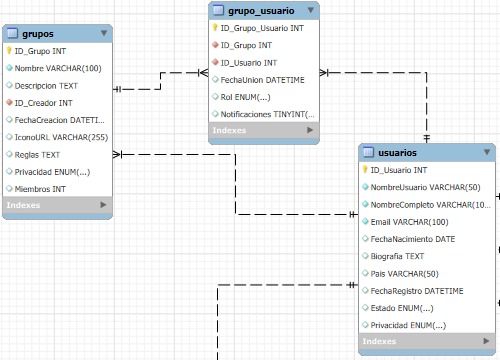 grupos
ID_Grupo INT
Nombre VARCHAR(100)
Descripcion TEXT
ID_Creador INT
FechaCreacion DATETI...
IconoURL VARCHAR(255)
Reglas TEXT
Privacidad ENUM(...)
Miembros INT
Indexes
grupo_usuario
ID_Grupo_Usuario INT
ID_Grupo INT
ID_Usuario INT
FechaUnion DATETIME
Rol ENUM(...)
Notificaciones TINYINT(...
Indexes
usuarios
ID_Usuario INT
NombreUsuario VARCHAR(50)
NombreCompleto VARCHAR(10...
Email VARCHAR(100)
FechaNacimiento DATE
Biografia TEXT
Pais VARCHAR(50)
FechaRegistro DATETIME
Estado ENUM(...)
Privacidad ENUM(...)
Indexes